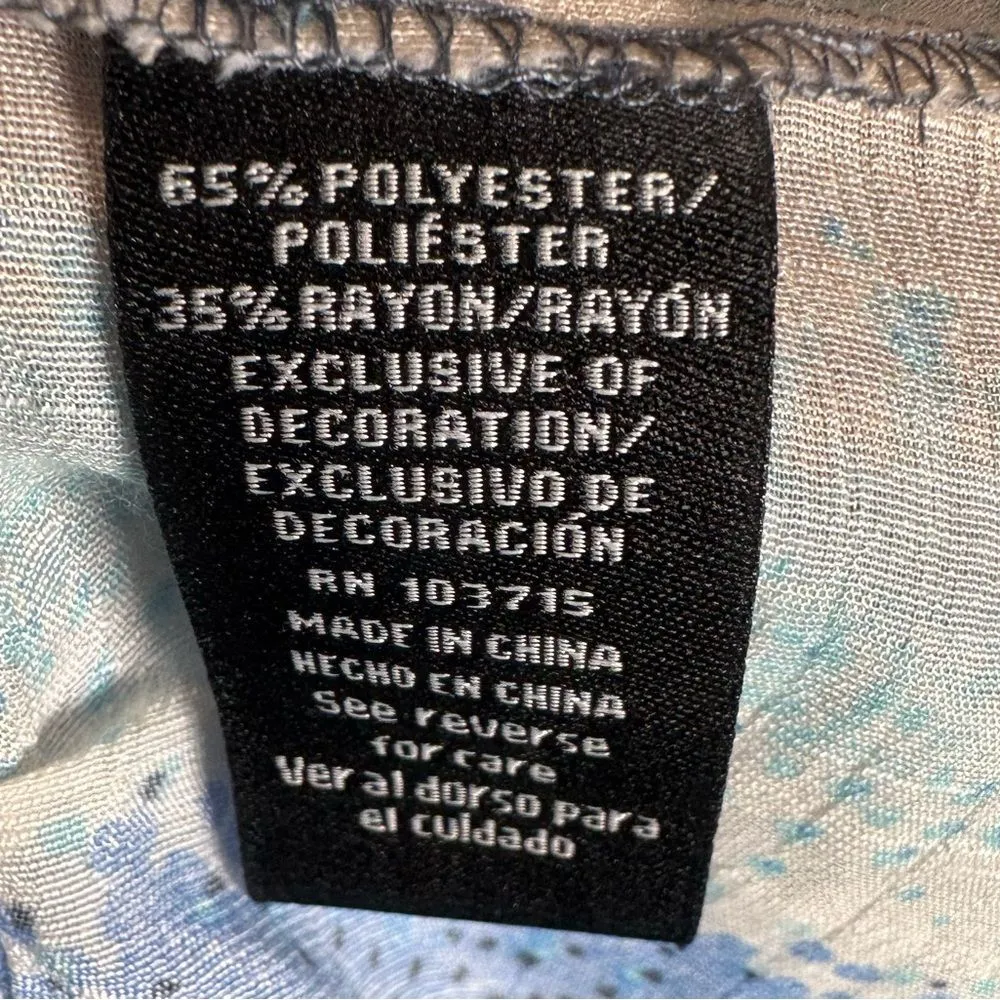 65% POLYESTER/
POLIÉSTER
35% RAYON/RAYÓN
EXCLUSIVE OF
DECORATION/
EXCLUSIVO DE
DECORACIÓN
RN 103715
MADE IN CHINA
HECHO EN CHINA
See reverse
for care
Ver al dorso para
el cuidado